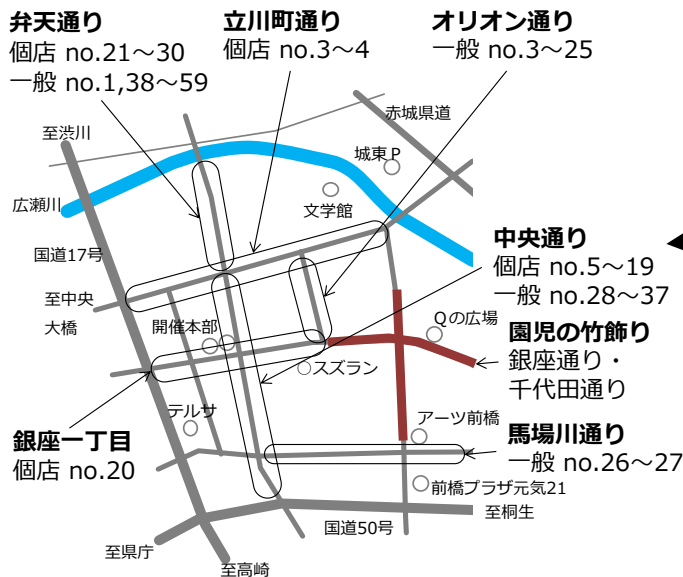 弁天通り
個店 no.21～30
一般 no.1,38～59
立川町通り
個店 no.3～4
オリオン通り
一般 no.3～25
赤城県道
至渋川
城東Ｐ
広瀬川
文学館
国道17号
中央通り
個店 no.5～19
一般 no.28～37
至中央
大橋
開催本部
Ｑの広場
園児の竹飾り
銀座通り・
千代田通り
スズラン
テルサ
アーツ前橋
銀座一丁目
個店 no.20
馬場川通り
一般 no.26～27
前橋プラザ元気21
至桐生
国道50号
至県庁
至高崎